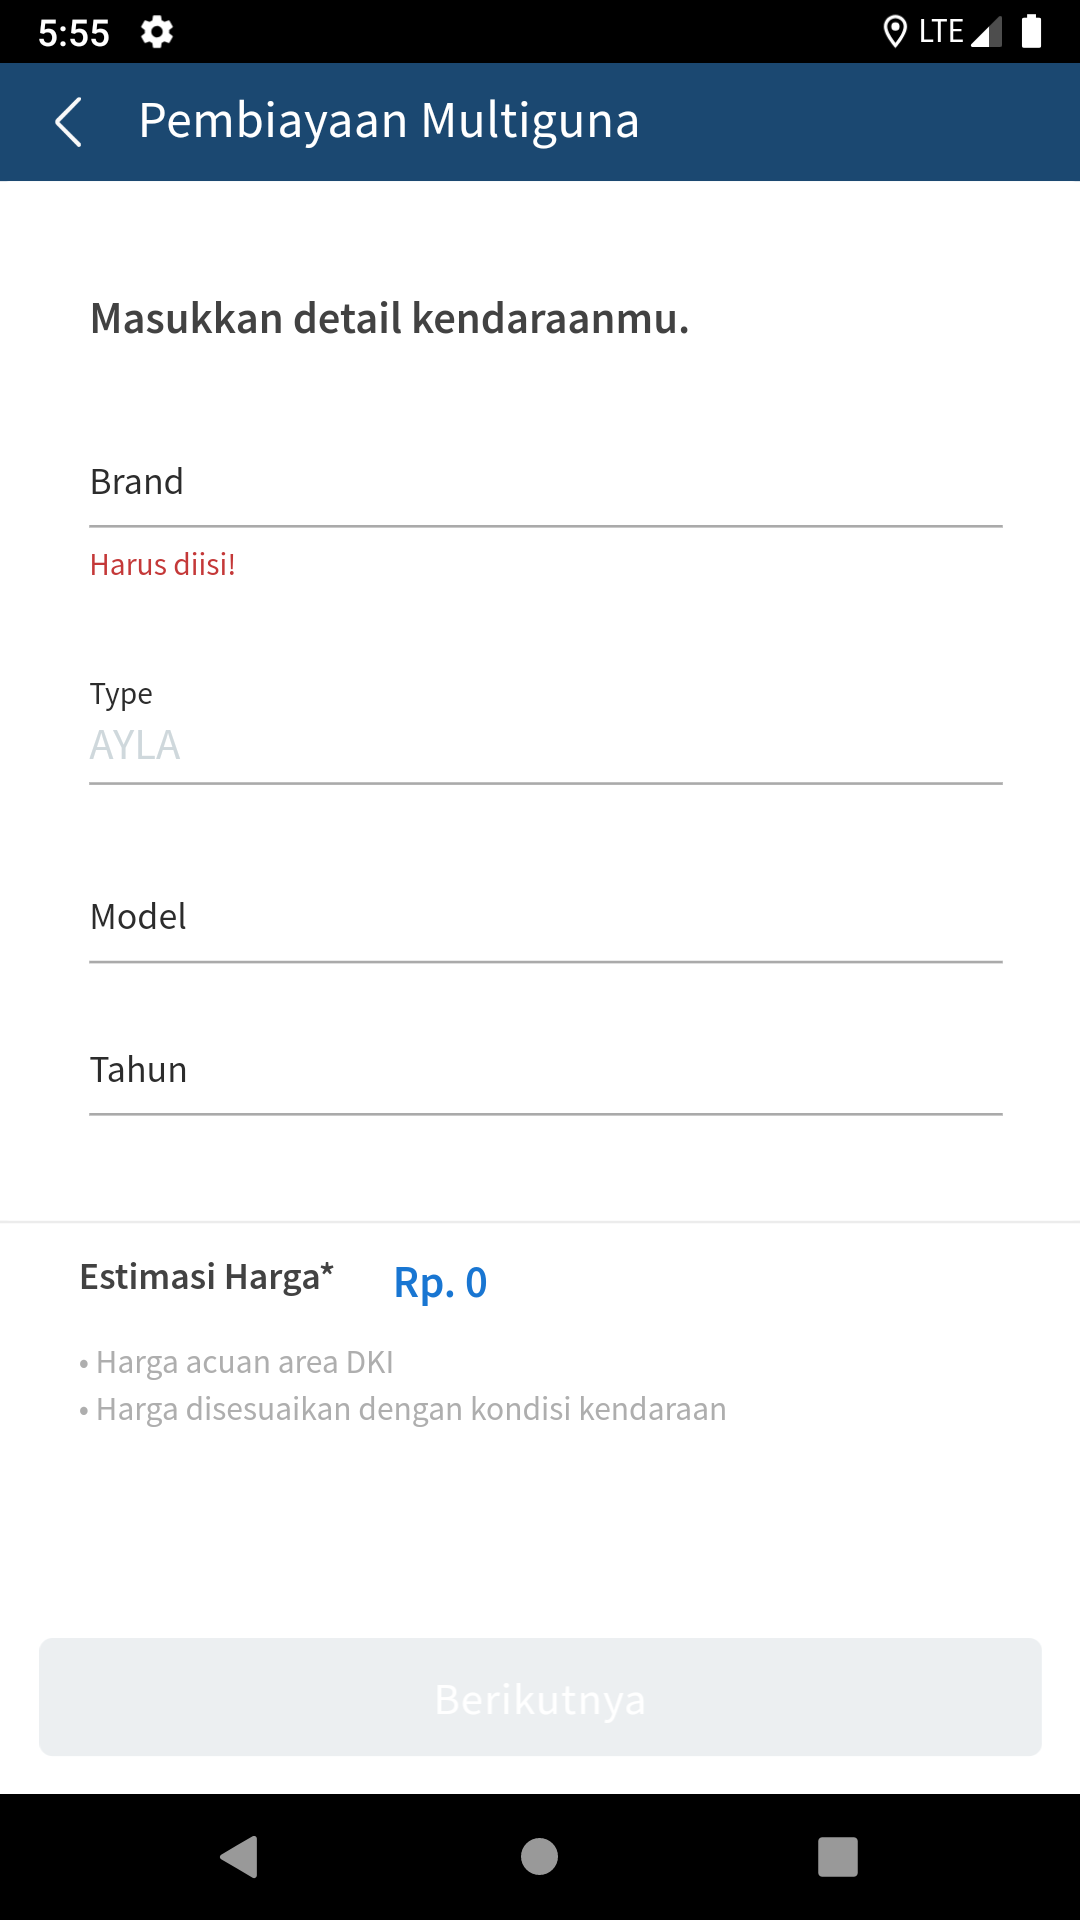 5:55 LTE
Pembiayaan Multiguna
Masukkan detail kendaraanmu.
Brand
Harus diisi!
Type
AYLA
Model
Tahun
Estimasi Harga* Rp. 0
• Harga acuan area DKI
• Harga disesuaikan dengan kondisi kendaraan
Berikutnya